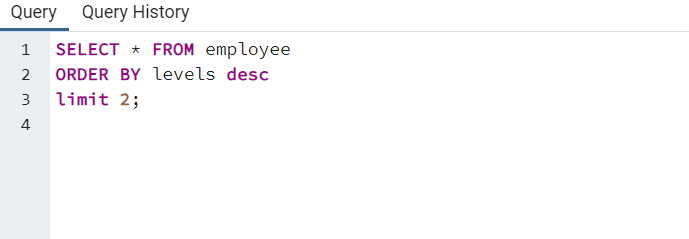 Query Query History
1 SELECT * FROM employee
2 ORDER BY levels desc
3 limit 2;
4